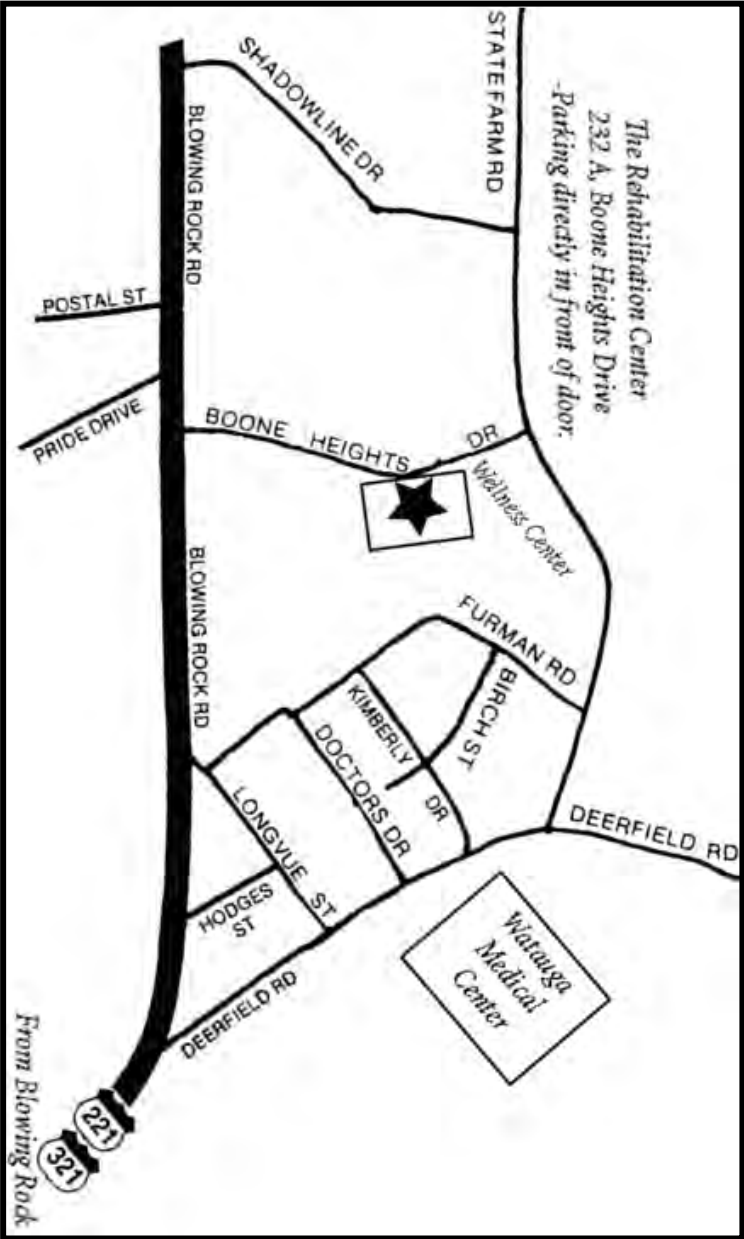 The Rehabilitation Center
232 A, Boone Heights Drive
-Parking directly in front of door.
STATE FARM RD
SHADOWLINE DR
BLOWING ROCK RD
POSTAL ST
PRIDE DRIVE
BOONE HEIGHTS DR
Wellness Center
BLOWING ROCK RD
FURMAN RD
BIRCH ST
KIMBERLY DR
DOCTORS DR
LONGVUE ST
HODGES
ST
DEERFIELD RD
DEERFIELD RD
Watauga
Medical
Center
221
321
From Blowing Rock